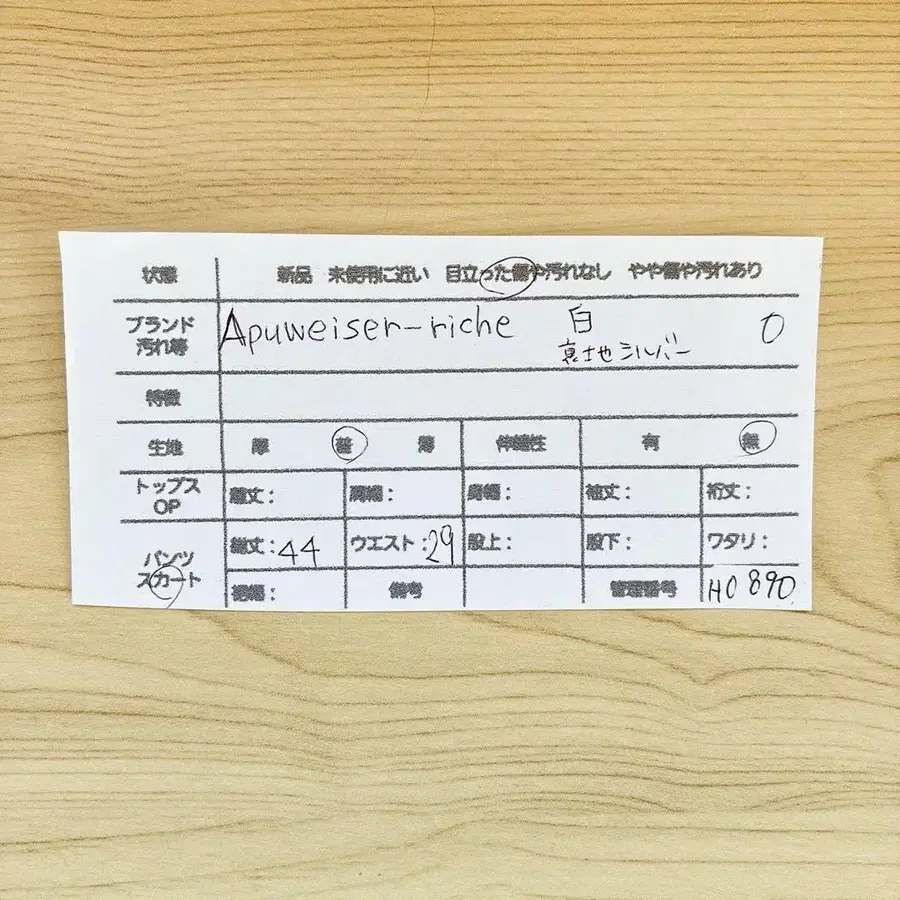 状態 新品 未使用に近い 目立った傷や汚れなし やや傷や汚れあり
ブランド Apuweiser-riche 白 0
汚れ等 裏地シルバー
特徴
生地 厚 普 薄 伸縮性 有 無
トップス 着丈： 肩幅： 身幅： 袖丈： 裄丈：
OP
パンツ 総丈：44 ウエスト：29 股上： 股下： ワタリ：
スカート 裾幅： 備考 管理番号 HC890